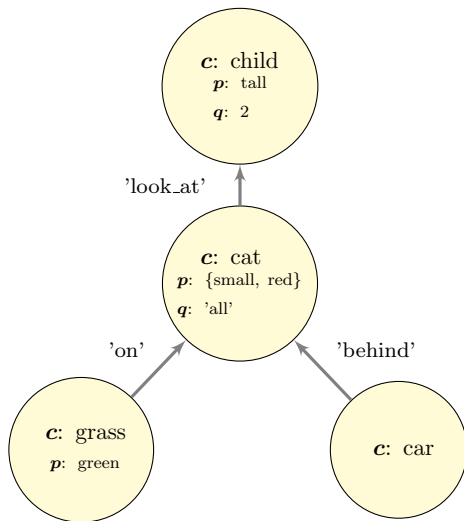 c: child
p: tall
q: 2
'look_at'
c: cat
p: {small, red}
q: 'all'
'on'
'behind'
c: grass
p: green
c: car